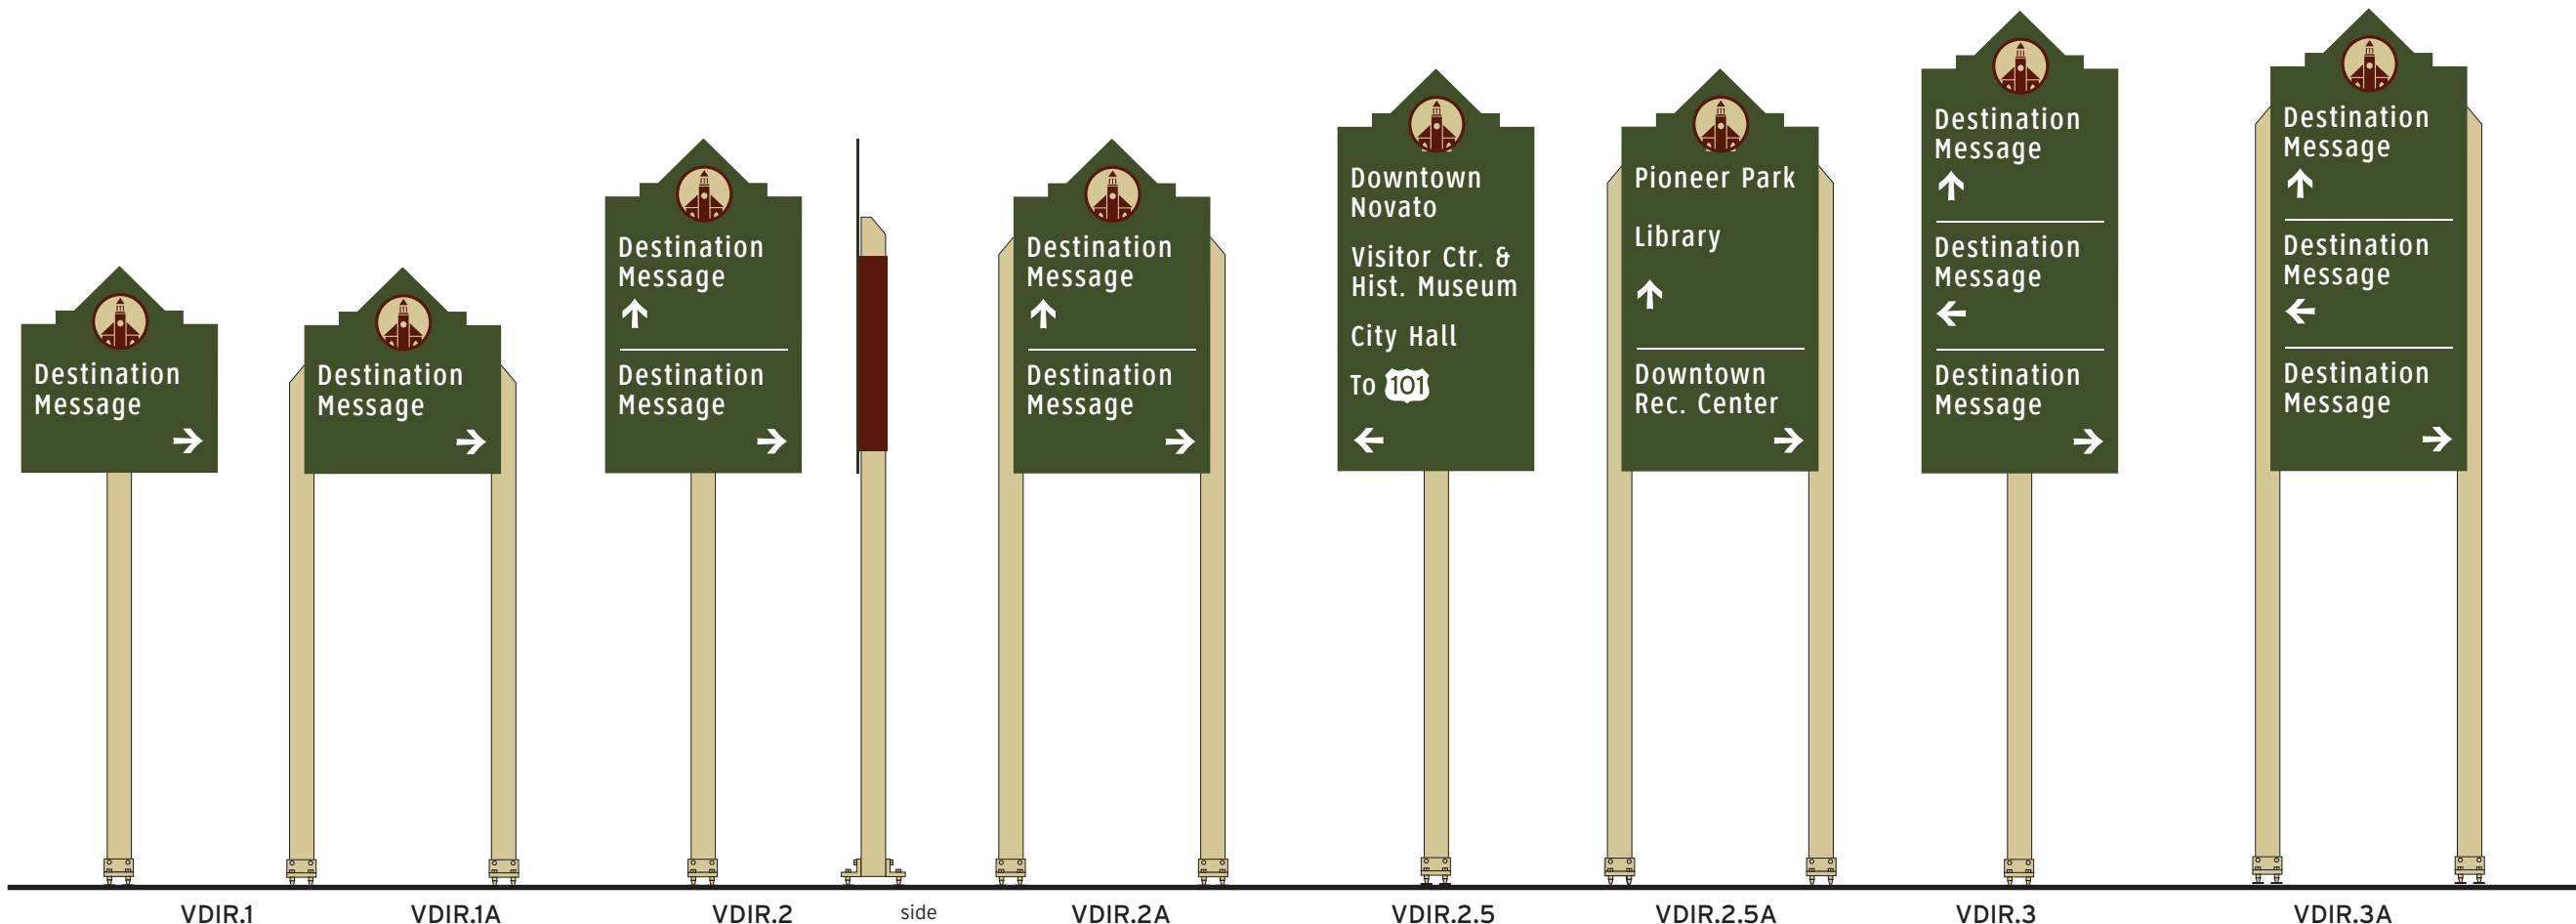 Destination
Message
→
Destination
Message
→
Destination
Message
↑
Destination
Message
→
Destination
Message
↑
Destination
Message
→
Downtown
Novato
Visitor Ctr. &
Hist. Museum
City Hall
To 101
←
Pioneer Park
Library
↑
Downtown
Rec. Center
→
Destination
Message
↑
Destination
Message
←
Destination
Message
→
Destination
Message
↑
Destination
Message
←
Destination
Message
→
VDIR.1 VDIR.1A VDIR.2 side VDIR.2A VDIR.2.5 VDIR.2.5A VDIR.3 VDIR.3A